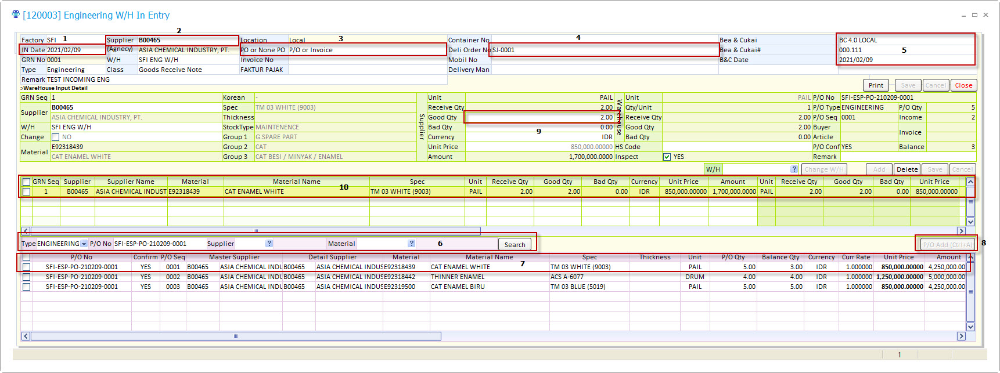 [120003] Engineering W/H In Entry
2
Factory SFI 1 Supplier B00465 Location Local 3 Container No 4 Bea & Cukai BC 4.0 LOCAL
IN Date 2021/02/09 (Agnecy) ASIA CHEMICAL INDUSTRY, PT. PO or None PO P/O or Invoice Deli Order No SJ-0001 Bea & Cukai# 000.111 5
GRN No 0001 W/H SFI ENG W/H Invoice No Mobil No B&C Date 2021/02/09
Type Engineering Class Goods Receive Note FAKTUR PAJAK Delivery Man
Remark TEST INCOMING ENG
>WareHouse Input Detail Print Save Cancel Close
GRN Seq 1 Korean - Unit PAIL Unit PAIL P/O No SFI-ESP-PO-210209-0001
Supplier B00465 Spec TM 03 WHITE (9003) Receive Qty 2.00 Qty/Unit 1 P/O Type ENGINEERING P/O Qty 5
ASIA CHEMICAL INDUSTRY, PT. Thickness Supplier Good Qty 2.00 Warehouse Receive Qty 2.00 P/O Seq 0001 Income 2
W/H SFI ENG W/H StockType MAINTENENCE Bad Qty 0.00 Good Qty 2.00 Buyer Invoice
Change NO Group 1 G.SPARE PART Currency 9 IDR Bad Qty 0.00 Article
Material E92318439 Group 2 CAT Unit Price 850,000.00000 HS Code P/O Conf YES Balance 3
CAT ENAMEL WHITE Group 3 CAT BESI / MINYAK / ENAMEL Amount 1,700,000.0000 Inspect YES Remark
W/H ? Change W/H Add Delete Save Cancel
GRN Seq Supplier Supplier Name Material Material Name Spec Unit Receive Qty Good Qty Bad Qty Currency Unit Price Amount Unit Receive Qty Good Qty Bad Qty Unit Price
1 B00465 ASIA CHEMICAL INDUST E92318439 CAT ENAMEL WHITE 10 TM 03 WHITE (9003) PAIL 2.00 2.00 0.00 IDR 850,000.00000 1,700,000.0000 PAIL 2.00 2.00 0.00 850,000.00000
Type ENGINEERING P/O No SFI-ESP-PO-210209-0001 Supplier ? Material ? 6 Search P/O Add (Ctrl+A) 8
P/O No Confirm P/O Seq Master Supplier Detail Supplier Material Material Name Spec Thickness Unit P/O Qty Balance Qty Currency Curr Rate Unit Price Amount
SFI-ESP-PO-210209-0001 YES 0001 B00465 ASIA CHEMICAL INDUS B00465 ASIA CHEMICAL INDUS E92318439 CAT ENAMEL WHITE 7 TM 03 WHITE (9003) PAIL 5.00 3.00 IDR 1.000000 850,000.00000 4,250,000.00
SFI-ESP-PO-210209-0001 YES 0002 B00465 ASIA CHEMICAL INDUS B00465 ASIA CHEMICAL INDUS E92318442 THINNER ENAMEL ACS A-6077 DRUM 4.00 4.00 IDR 1.000000 1,250,000.00000 5,000,000.00
SFI-ESP-PO-210209-0001 YES 0003 B00465 ASIA CHEMICAL INDUS B00465 ASIA CHEMICAL INDUS E92319500 CAT ENAMEL BIRU TM 03 BLUE (5019) PAIL 5.00 5.00 IDR 1.000000 850,000.00000 4,250,000.00
1